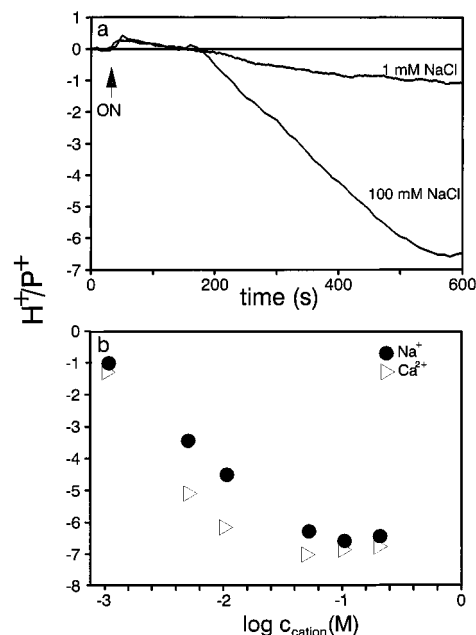 a
1
0
-1
-2
-3
-4
-5
-6
-7
ON
1 mM NaCl
100 mM NaCl
0
200
400
600
time (s)
H⁺/P⁺
b
Na⁺
Ca²⁺
0
-1
-2
-3
-4
-5
-6
-7
-8
-3
-2
-1
0
log c_cation(M)